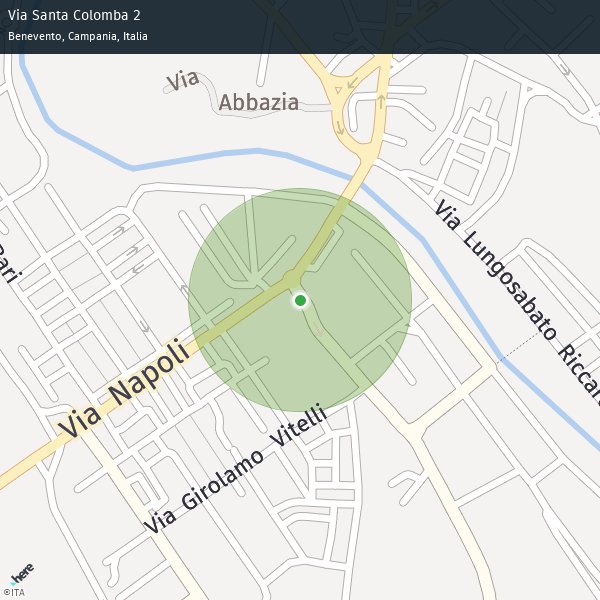 Via Santa Colomba 2
Benevento, Campania, Italia
Via
Abbazia
Via Lungosabato Riccar
Bari
Via Napoli
Via Girolamo Vitelli
here
©ITA